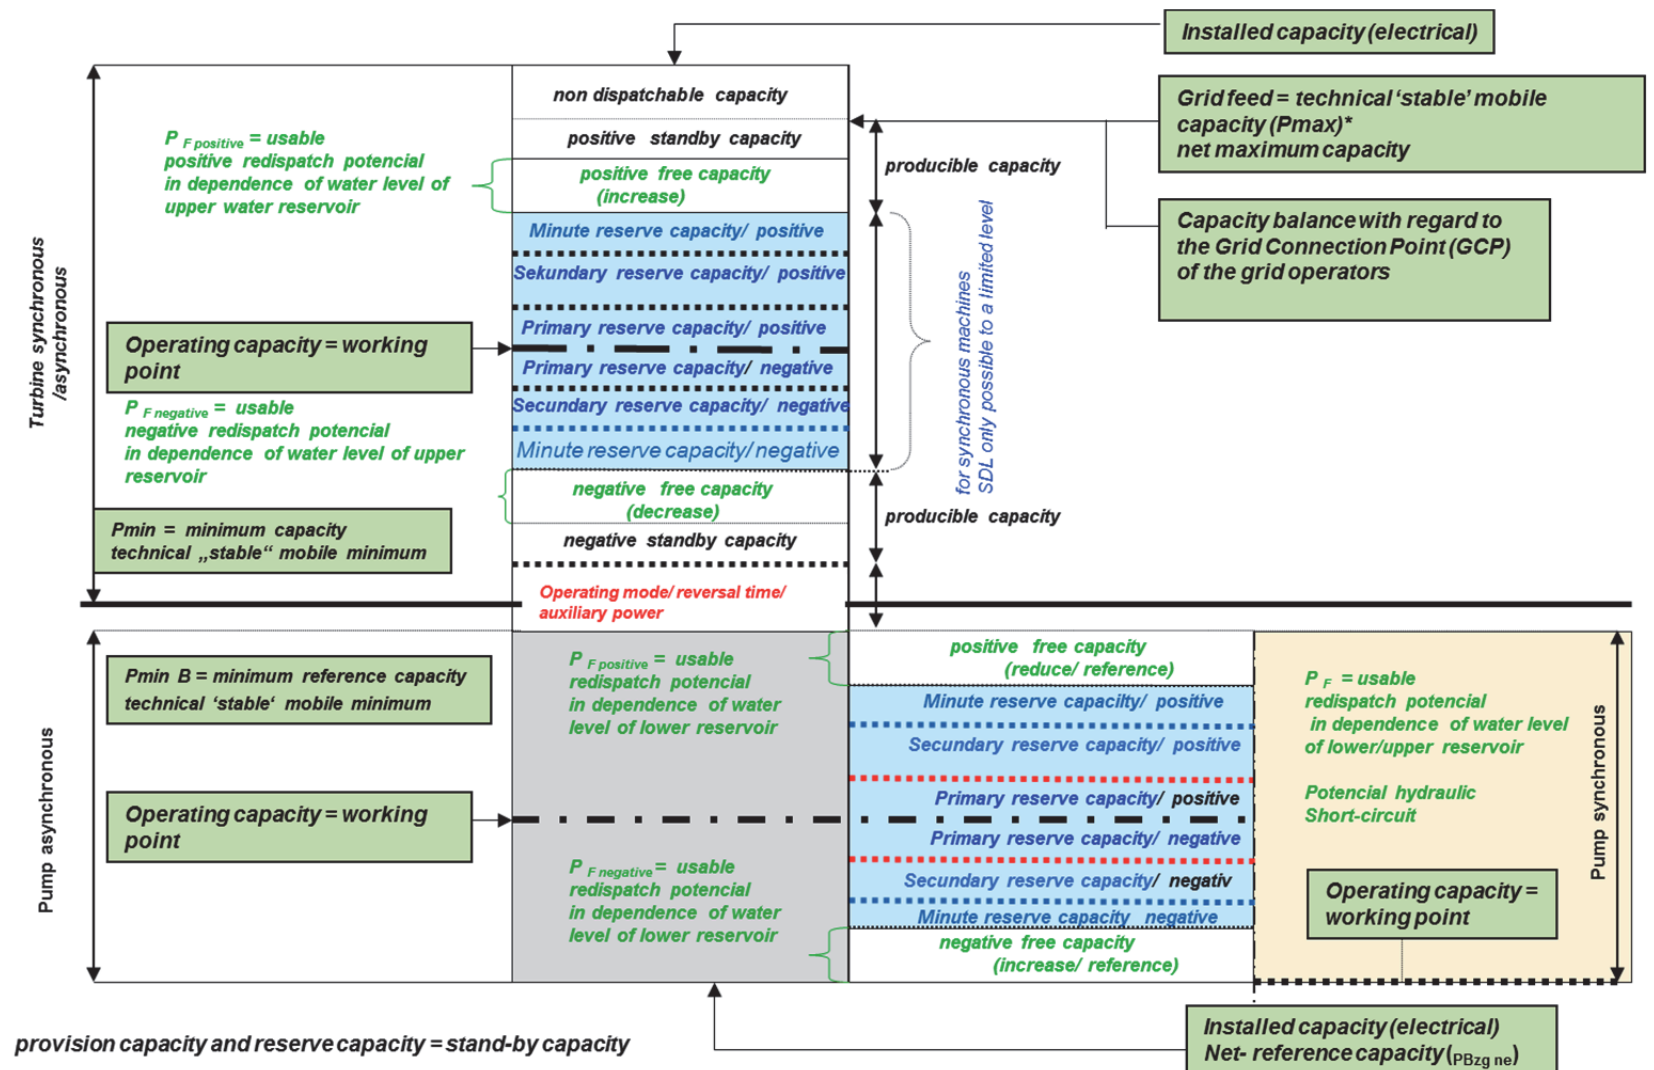 Installed capacity (electrical)
non dispatchable capacity
Grid feed = technical ‘stable’ mobile
capacity (Pmax)*
net maximum capacity
positive standby capacity
P F positive = usable
positive redispatch potencial
in dependence of water level of
upper water reservoir
producible capacity
positive free capacity
(increase)
Capacity balance with regard to
the Grid Connection Point (GCP)
of the grid operators
Minute reserve capacity/ positive
Sekundary reserve capacity/ positive
Primary reserve capacity/ positive
Turbine synchronous
/asynchronous
Operating capacity = working
point
for synchronous machines
SDL only possible to a limited level
Primary reserve capacity/ negative
Secundary reserve capacity/ negative
Minute reserve capacity/ negative
P F negative = usable
negative redispatch potencial
in dependence of water level of upper
reservoir
negative free capacity
(decrease)
producible capacity
Pmin = minimum capacity
technical „stable“ mobile minimum
negative standby capacity
Operating mode/ reversal time/
auxiliary power
Pmin B = minimum reference capacity
technical ‘stable‘ mobile minimum
P F positive = usable
redispatch potencial
in dependence of water
level of lower reservoir
positive free capacity
(reduce/ reference)
Minute reserve capacity/ positive
Secundary reserve capacity/ positive
Primary reserve capacity/ positive
Primary reserve capacity/ negative
Secundary reserve capacity/ negativ
Minute reserve capacity negative
negative free capacity
(increase/ reference)
P F = usable
redispatch potencial
in dependence of water level
of lower/upper reservoir
Potencial hydraulic
Short-circuit
Pump synchronous
Pump asynchronous
Operating capacity = working
point
P F negative = usable
redispatch potencial
in dependence of water
level of lower reservoir
Operating capacity =
working point
Installed capacity (electrical)
Net- reference capacity (PBzg ne)
provision capacity and reserve capacity = stand-by capacity